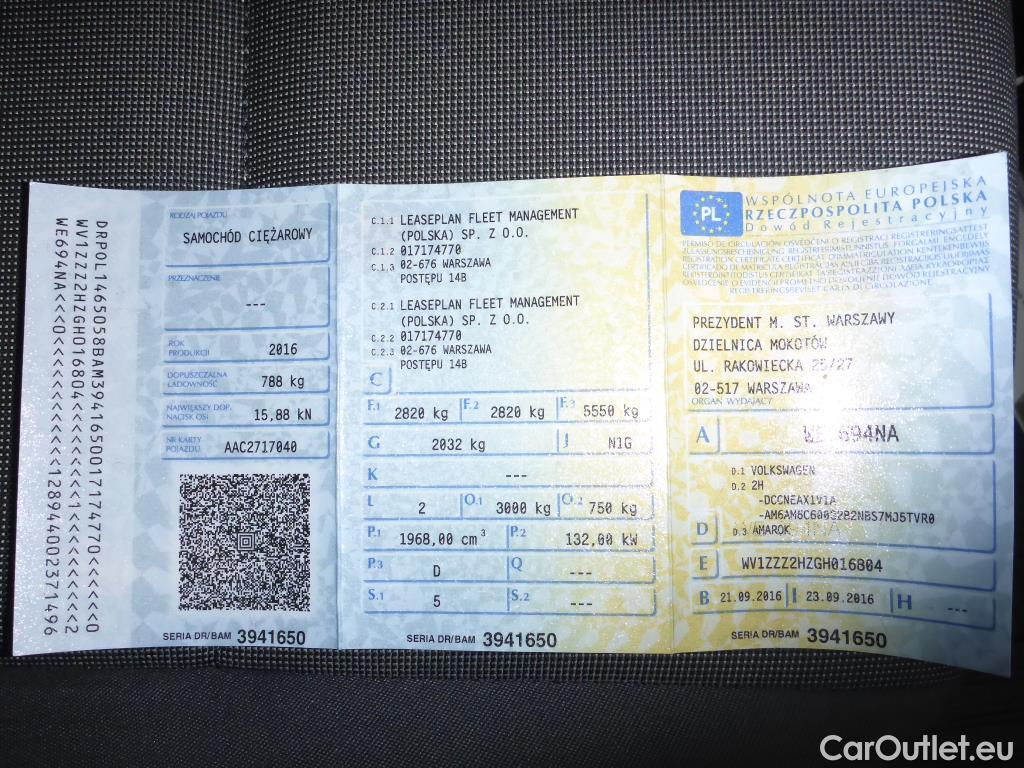 DRPOL1465D58BAM3941650017174770<<<<<0
WV1ZZZ2HZGH016804<<<<<<<1<<<<<<<<<<<2
WE694NA<<<0<<<<<<<<<<<12894400237149​6
RODZAJ POJAZDU
SAMOCHÓD CIĘŻAROWY
PRZEZNACZENIE
---
ROK
PRODUKCJI 2016
DOPUSZCZALNA
ŁADOWNOŚĆ 788 kg
NAJWIĘKSZY DOP.
NACISK OSI 15,88 kN
NR KARTY
POJAZDU AAC2717040
SERIA DR/BAM 3941650
C.1.1 LEASEPLAN FLEET MANAGEMENT
(POLSKA) SP. Z O.O.
C.1.2 017174770
C.1.3 02-676 WARSZAWA
POSTĘPU 14B
C.2.1 LEASEPLAN FLEET MANAGEMENT
(POLSKA) SP. Z O.O.
C.2.2 017174770
C.2.3 02-676 WARSZAWA
POSTĘPU 14B
C
F.1 2820 kg F.2 2820 kg F.3 5550 kg
G 2032 kg J N1G
K ---
L 2 O.1 3000 kg O.2 750 kg
P.1 1968,00 cm³ P.2 132,00 kW
P.3 D Q ---
S.1 5 S.2 ---
SERIA DR/BAM 3941650
PL
WSPÓLNOTA EUROPEJSKA
RZECZPOSPOLITA POLSKA
Dowód Rejestracyjny
PREZYDENT M. ST. WARSZAWY
DZIELNICA MOKOTÓW
UL. RAKOWIECKA 25/27
02-517 WARSZAWA
ORGAN WYDAJĄCY
A WE 694NA
D.1 VOLKSWAGEN
D.2 2H
-DCCNEAX1V1A
D
D.3 AMAROK
E WV1ZZZ2HZGH016804
B 21.09.2016 I 23.09.2016 H ---
SERIA DR/BAM 3941650
CarOutlet.eu